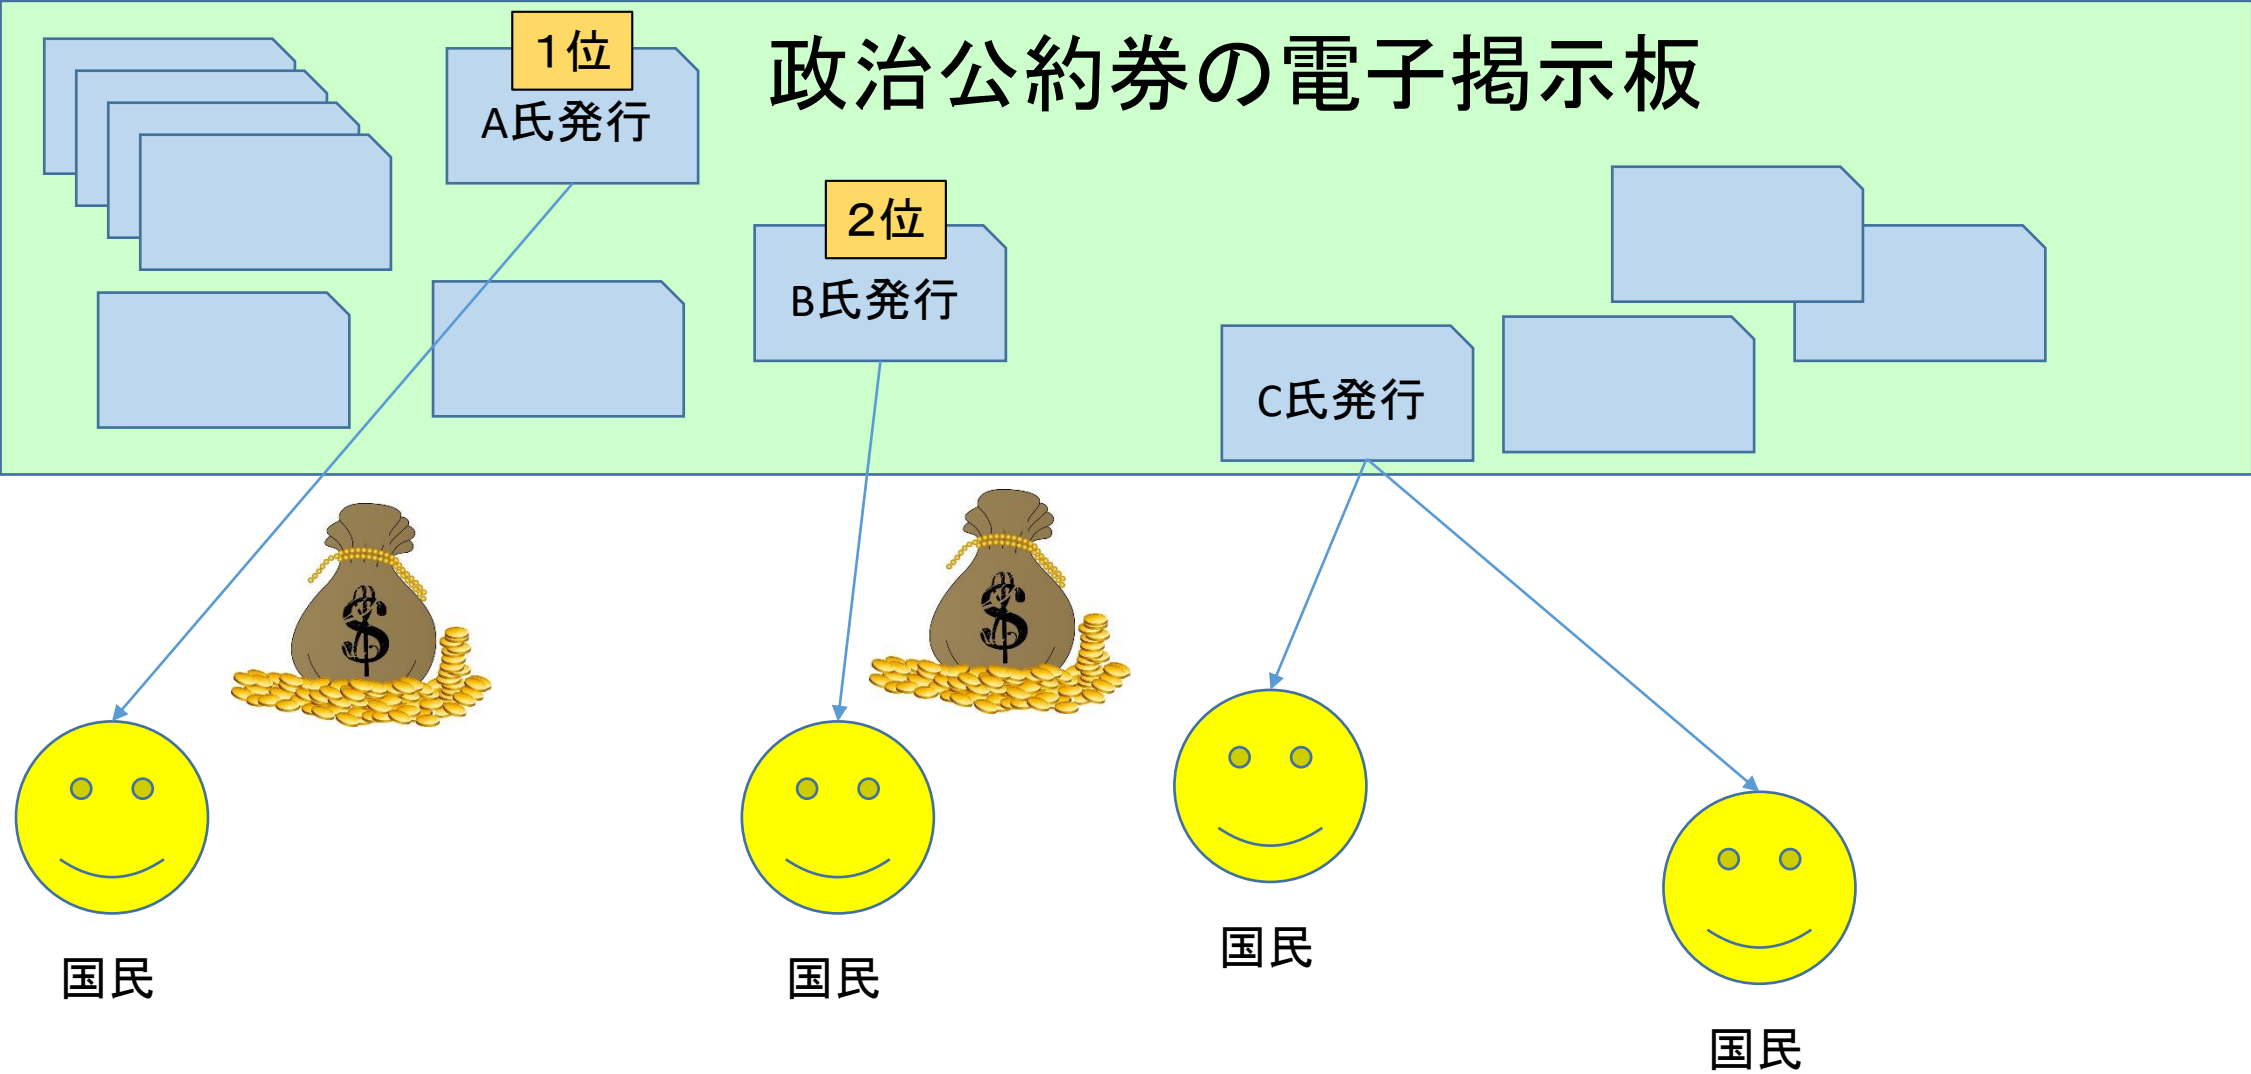 政治公約券の電子掲示板
１位
A氏発行
２位
B氏発行
C氏発行
$
$
国民
国民
国民
国民